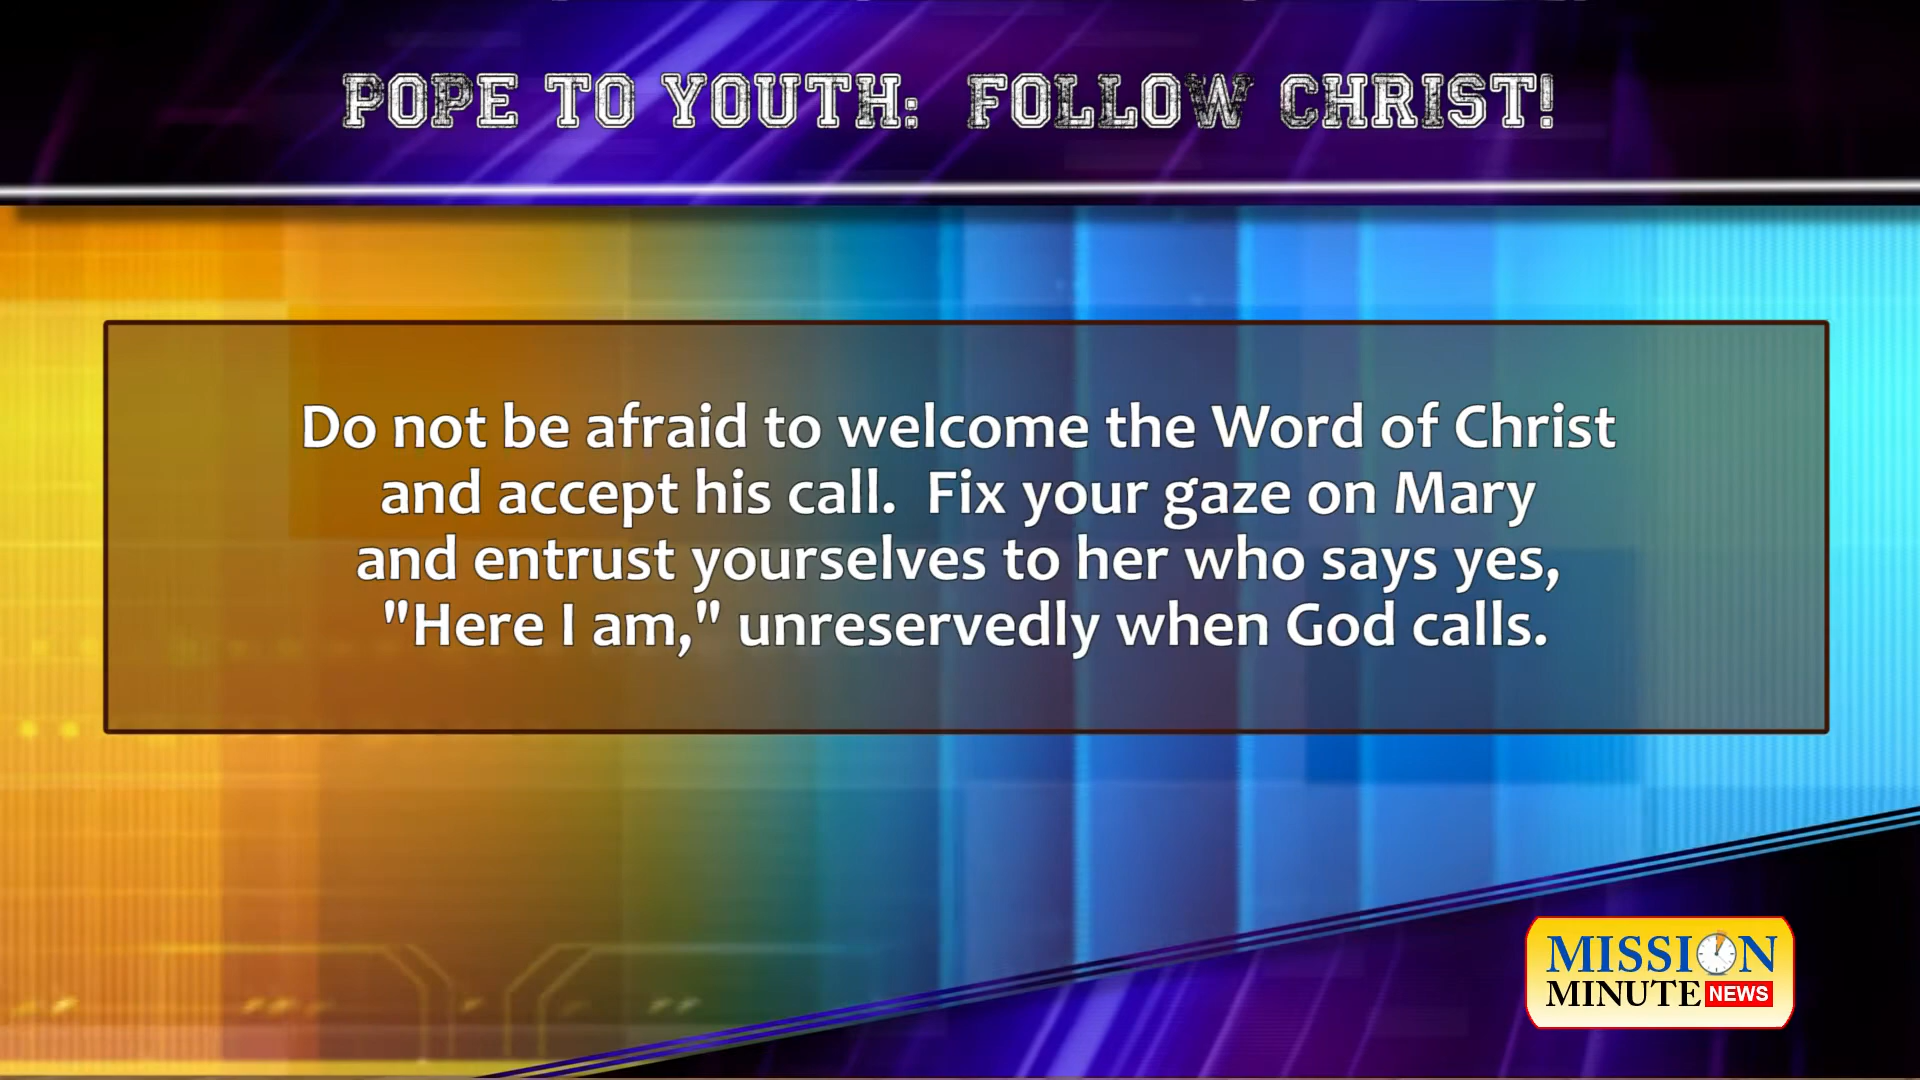 POPE TO YOUTH:  FOLLOW CHRIST!
Do not be afraid to welcome the Word of Christ
and accept his call.  Fix your gaze on Mary
and entrust yourselves to her who says yes,
"Here I am," unreservedly when God calls.
MISSION
MINUTE NEWS